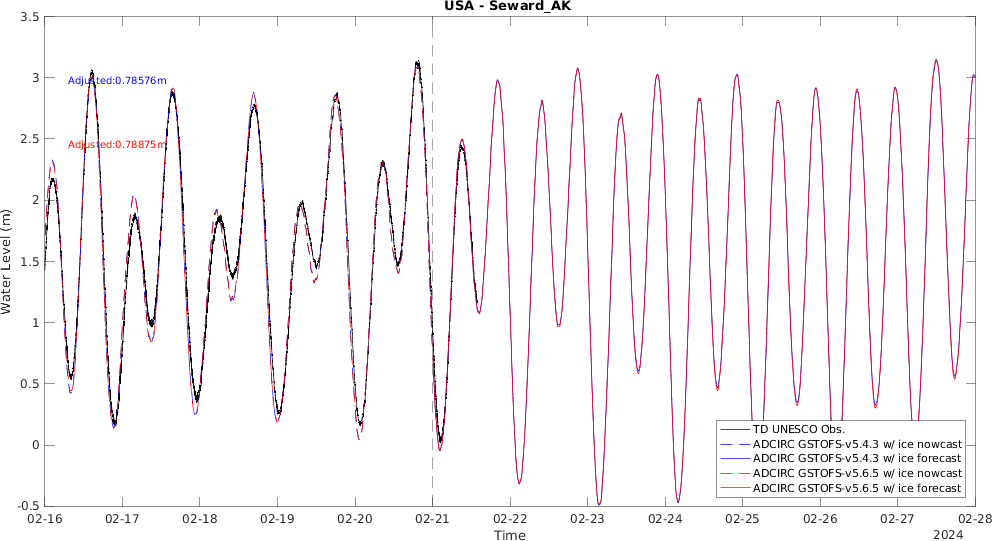 USA - Seward_AK
3.5
3
2.5
2
1.5
1
0.5
0
-0.5
Water Level (m)
Adjusted:0.78576m
Adjusted:0.78875m
TD UNESCO Obs.
ADCIRC GSTOFS-v5.4.3 w/ ice nowcast
ADCIRC GSTOFS-v5.4.3 w/ ice forecast
ADCIRC GSTOFS-v5.6.5 w/ ice nowcast
ADCIRC GSTOFS-v5.6.5 w/ ice forecast
02-16 02-17 02-18 02-19 02-20 02-21 02-22 02-23 02-24 02-25 02-26 02-27 02-28
Time
2024